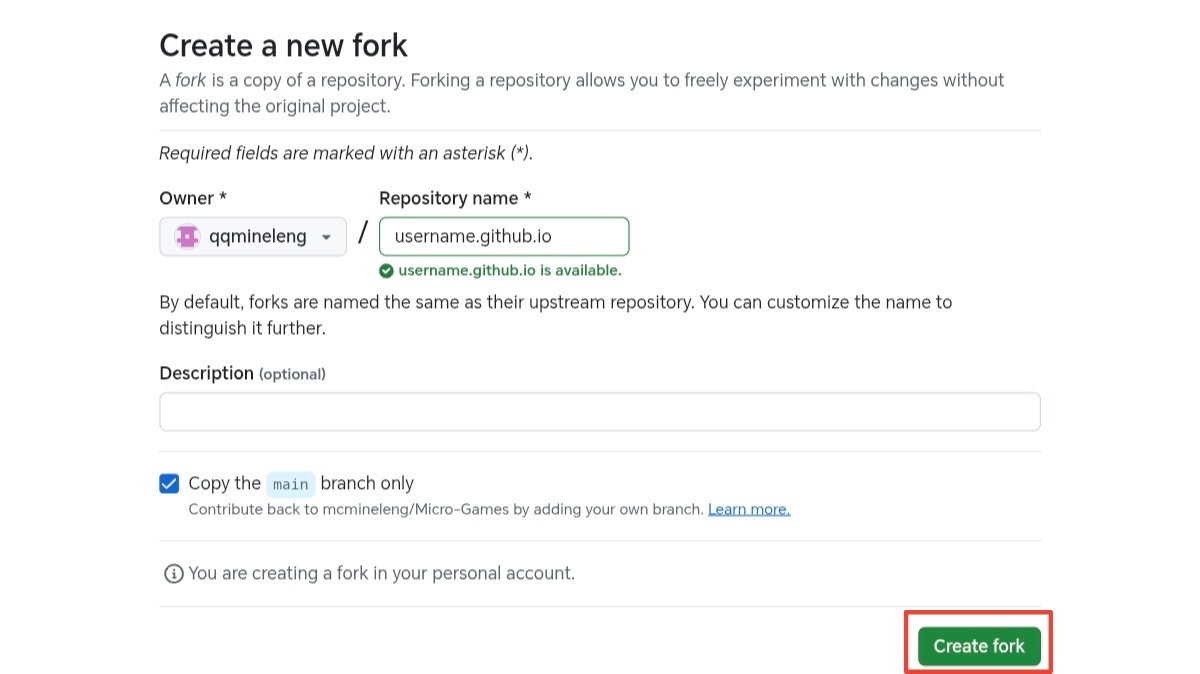 Create a new fork
A fork is a copy of a repository. Forking a repository allows you to freely experiment with changes without
affecting the original project.
Required fields are marked with an asterisk (*).
Owner * Repository name *
qqmineleng / username.github.io
username.github.io is available.
By default, forks are named the same as their upstream repository. You can customize the name to
distinguish it further.
Description (optional)
Copy the main branch only
Contribute back to mcmineleng/Micro-Games by adding your own branch. Learn more.
You are creating a fork in your personal account.
Create fork